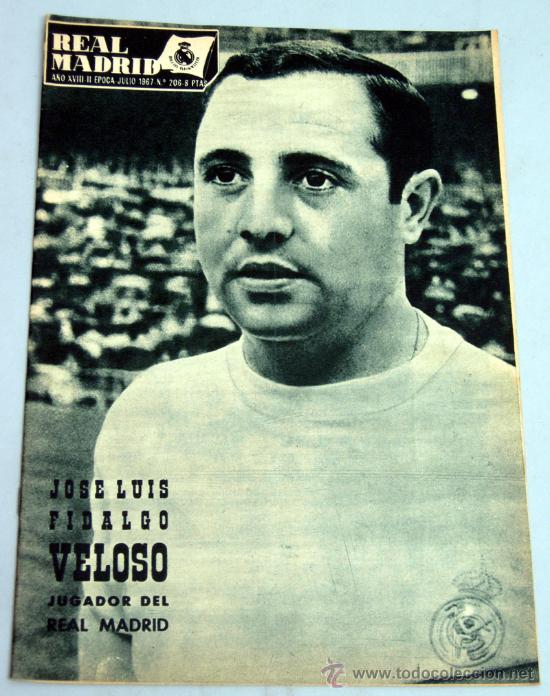 REAL
MADRID
AÑO XVIII-II EPOCA-JULIO 1967-N.º 206-8 PTAS
JOSE LUIS
FIDALGO
VELOSO
JUGADOR DEL
REAL MADRID
todocoleccion
www.todocoleccion.net